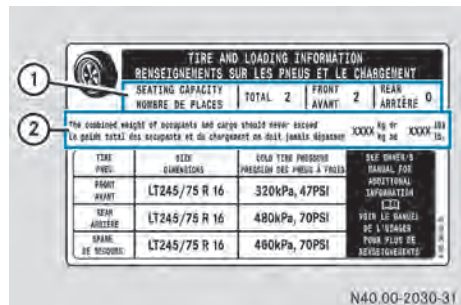 TIRE AND LOADING INFORMATION
RENSEIGNEMENTS SUR LES PNEUS ET LE CHARGEMENT
1
SEATING CAPACITY
NOMBRE DE PLACES
TOTAL 2
FRONT
AVANT
2
REAR
ARRIÈRE
0
2
The combined weight of occupants and cargo should never exceed
Le poids total des occupants et du chargement ne doit jamais dépasser
XXXX kg or
kg ou
XXXX lbs
lb.
TIRE
PNEU
SIZE
DIMENSIONS
COLD TIRE PRESSURE
PRESSION DES PNEUS À FROID
SEE OWNER'S
MANUAL FOR
ADDITIONAL
INFORMATION
VOIR LE MANUEL
DE L'USAGER
POUR PLUS DE
RENSEIGNEMENTS
FRONT
AVANT
LT245/75 R 16
320kPa, 47PSI
REAR
ARRIÈRE
LT245/75 R 16
480kPa, 70PSI
SPARE
DE SECOURS
LT245/75 R 16
460kPa, 70PSI
N40.00-2030-31